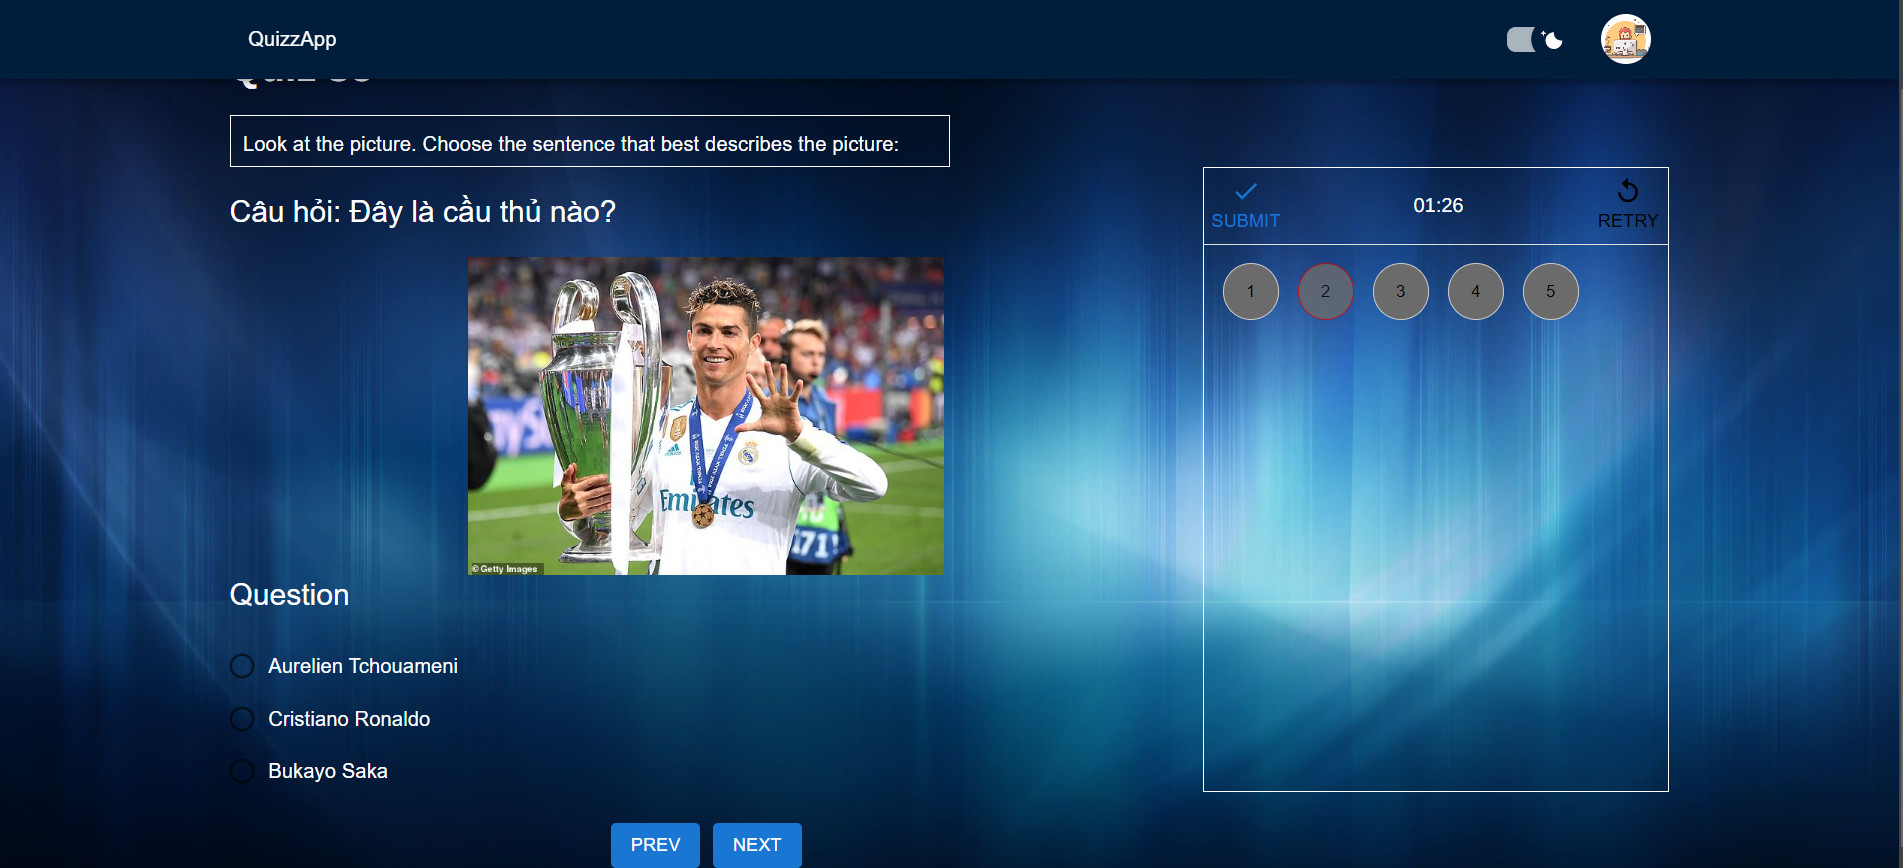 QuizzApp
Look at the picture. Choose the sentence that best describes the picture:
Câu hỏi: Đây là cầu thủ nào?
Emirates
171
© Getty Images
Question
Aurelien Tchouameni
Cristiano Ronaldo
Bukayo Saka
PREV NEXT
SUBMIT 01:26 RETRY
1 2 3 4 5